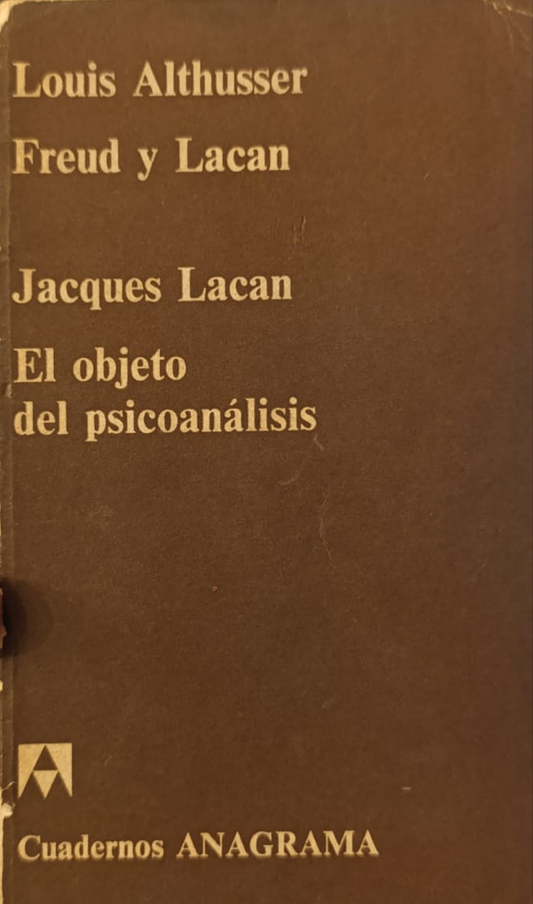 Louis Althusser
Freud y Lacan
Jacques Lacan
El objeto
del psicoanálisis
Cuadernos ANAGRAMA